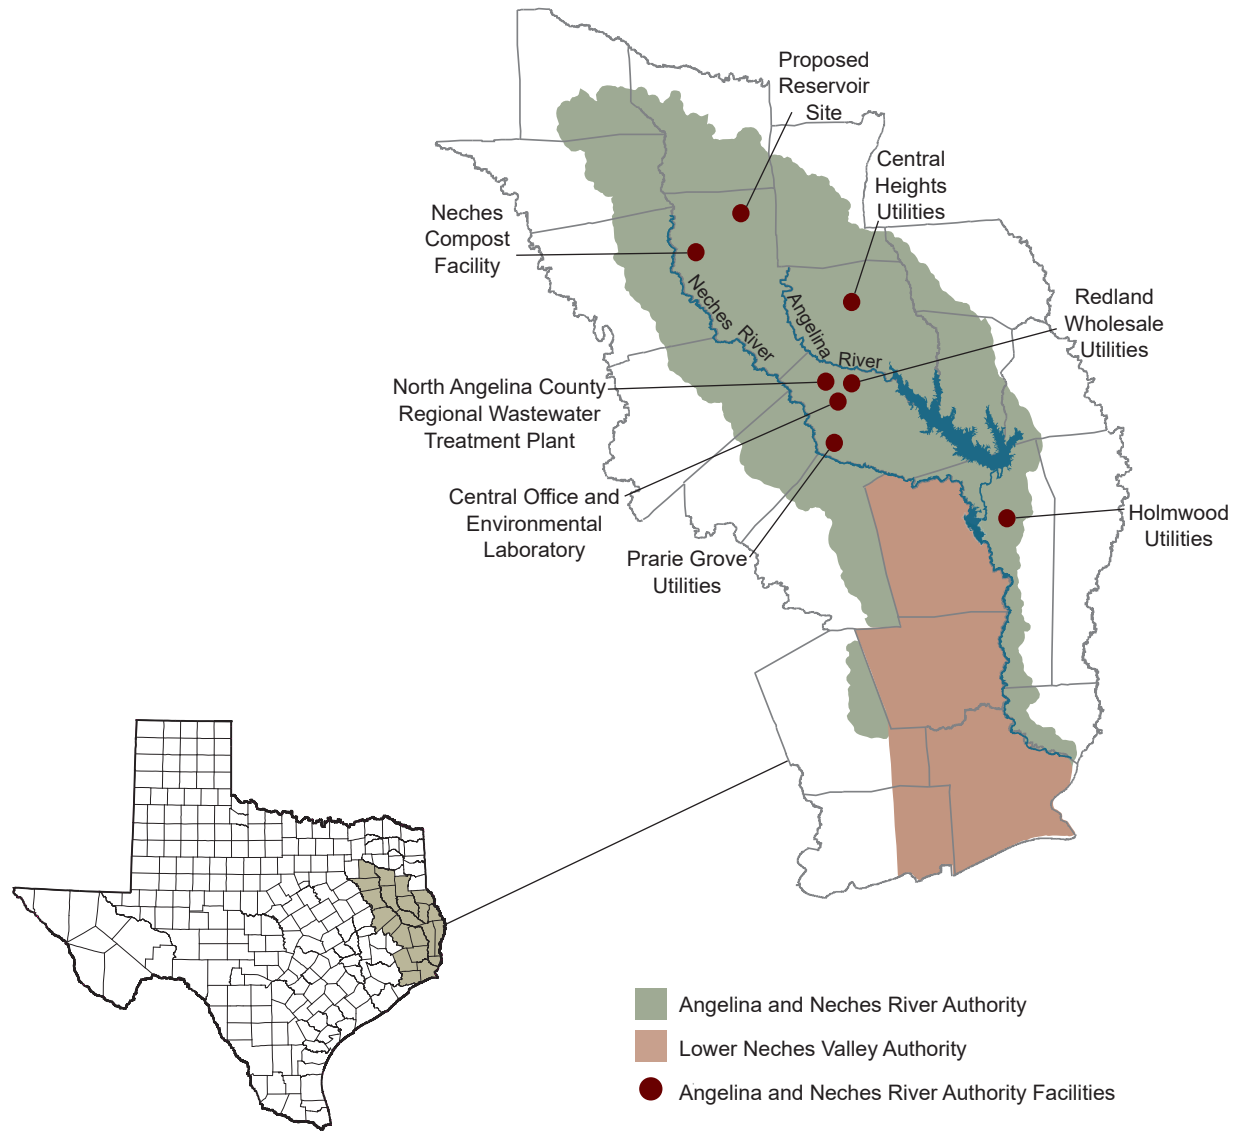 Proposed
Reservoir
Site
Central
Heights
Utilities
Neches
Compost
Facility
Redland
Wholesale
Utilities
Neches River
Angelina River
North Angelina County
Regional Wastewater
Treatment Plant
Central Office and
Environmental
Laboratory
Prarie Grove
Utilities
Holmwood
Utilities
Angelina and Neches River Authority
Lower Neches Valley Authority
Angelina and Neches River Authority Facilities